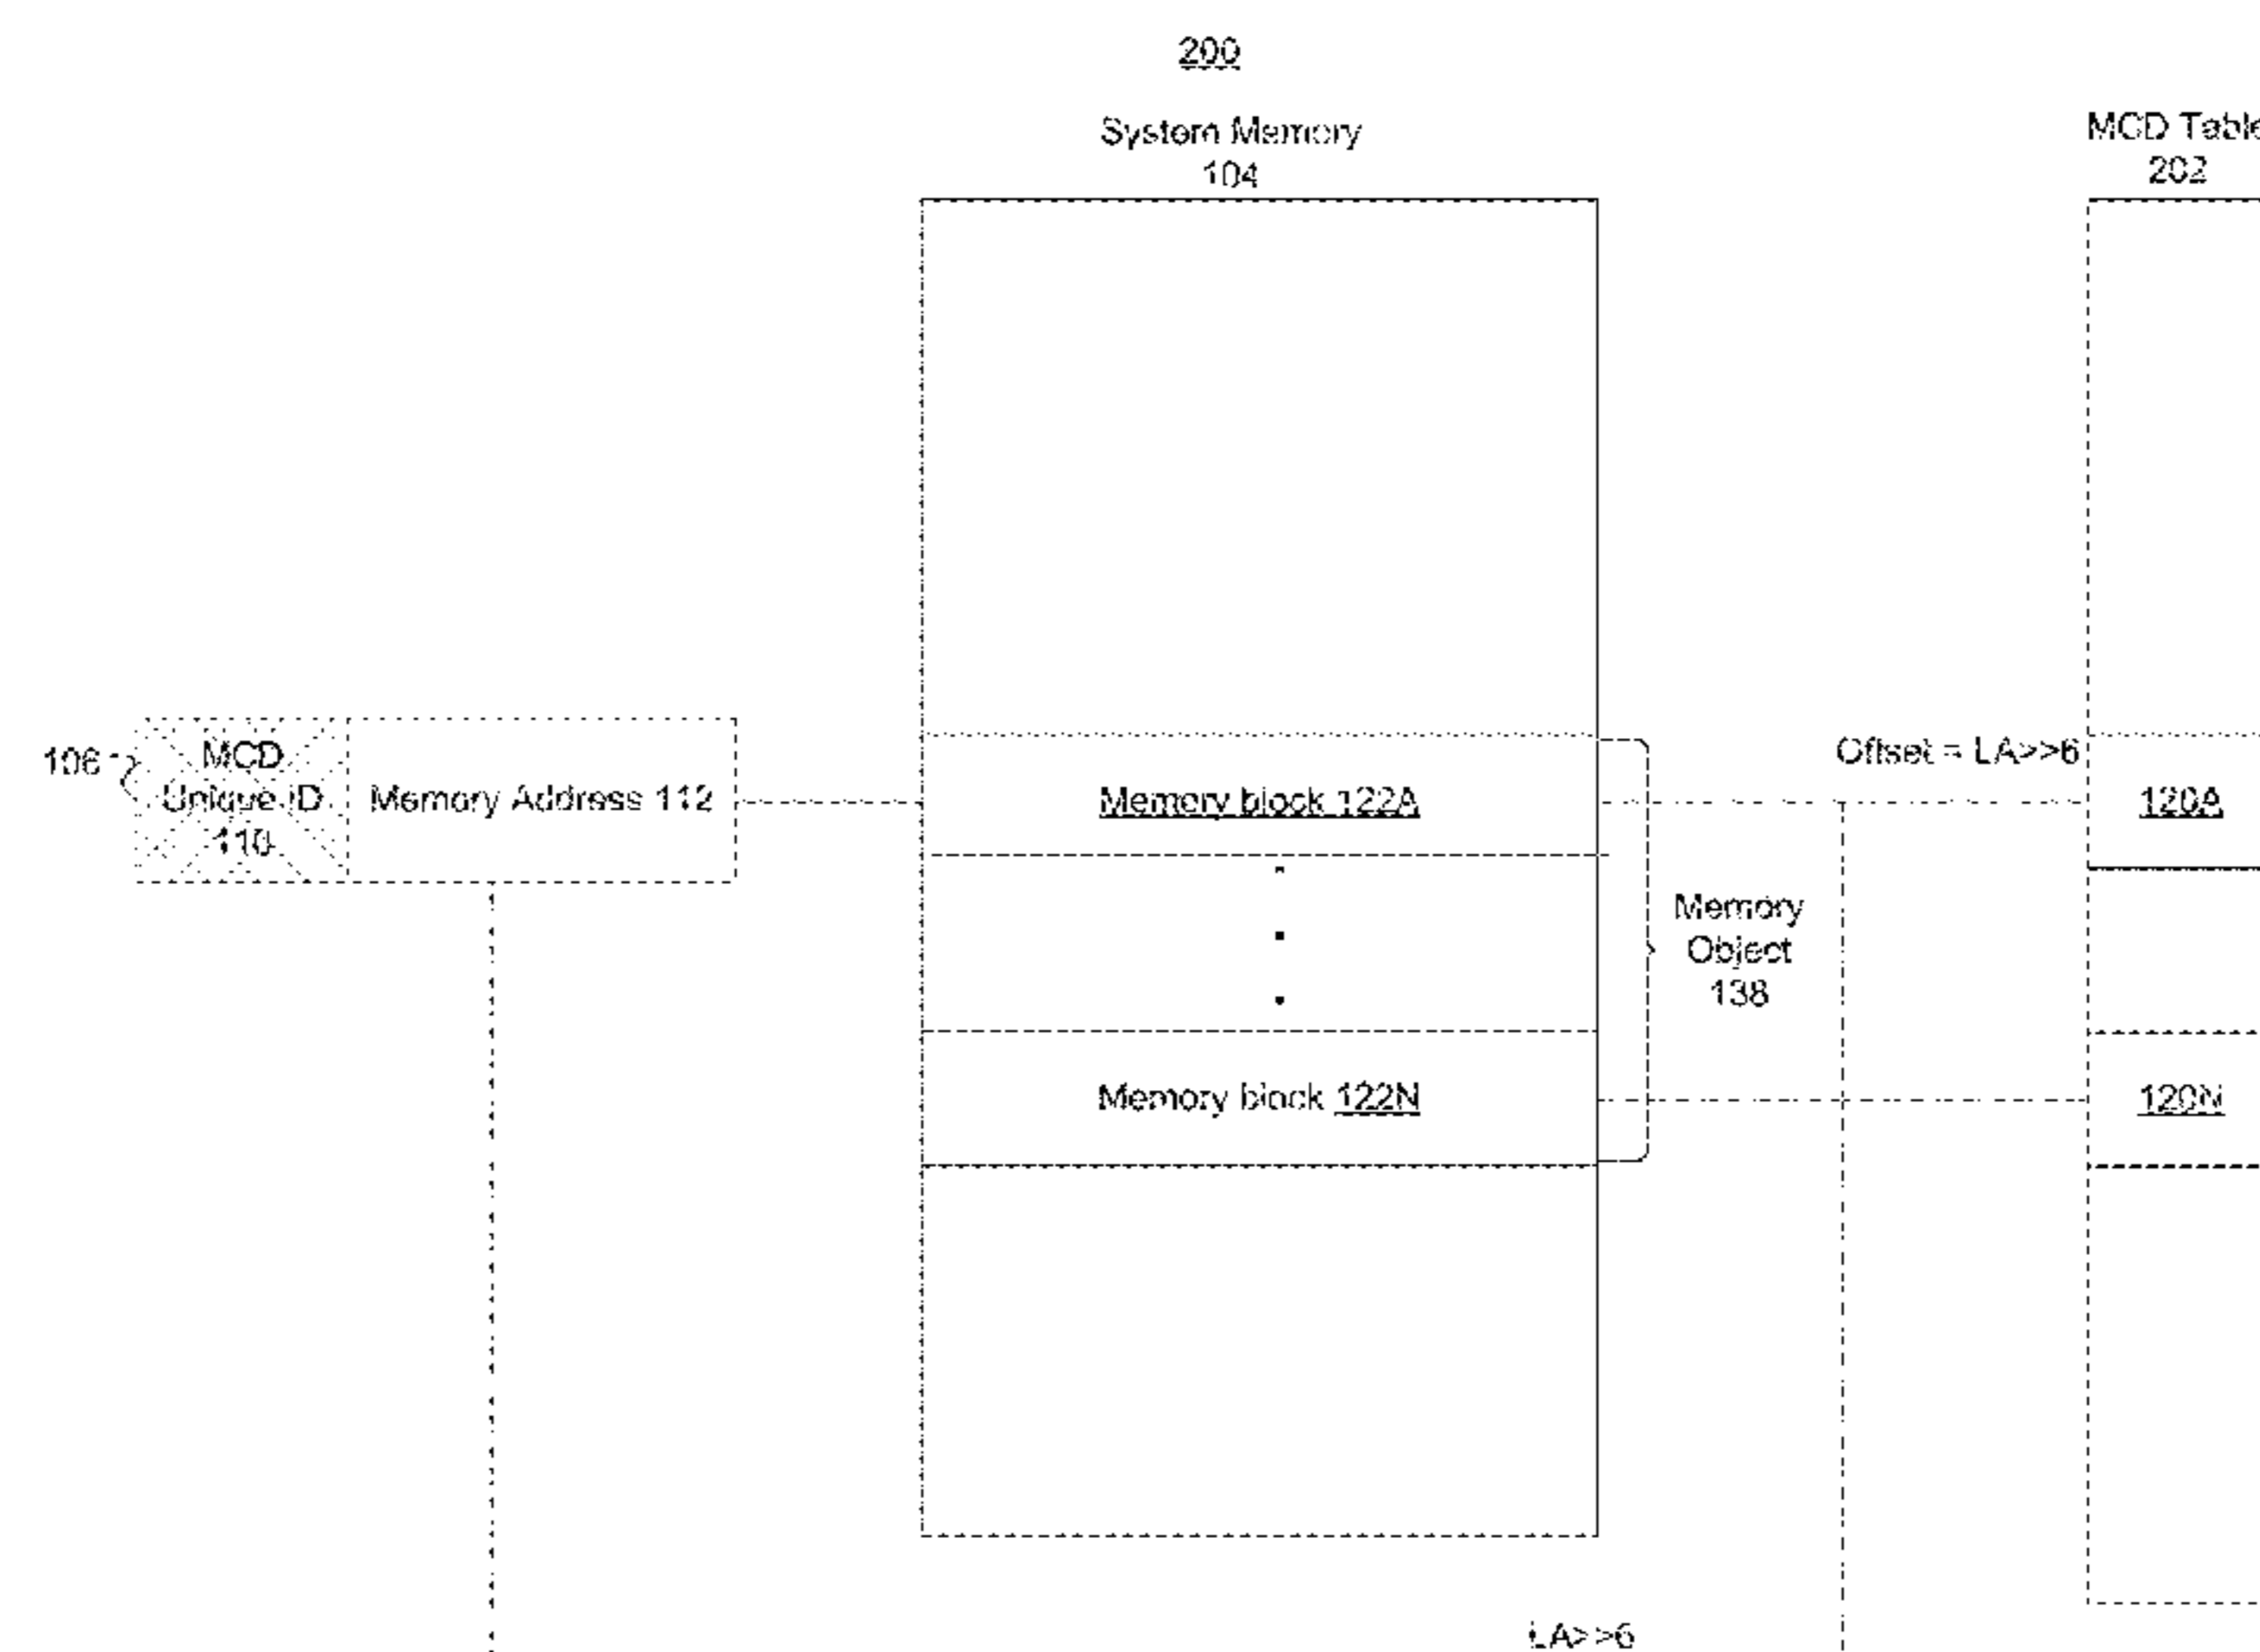 200
System Memory
104
MCD Table
202
106
MCD
Unique ID
110
Memory Address 112
Memory block 122A
Offset = LA>>6
120A
Memory
Object
138
Memory block 122N
120N
LA>>6